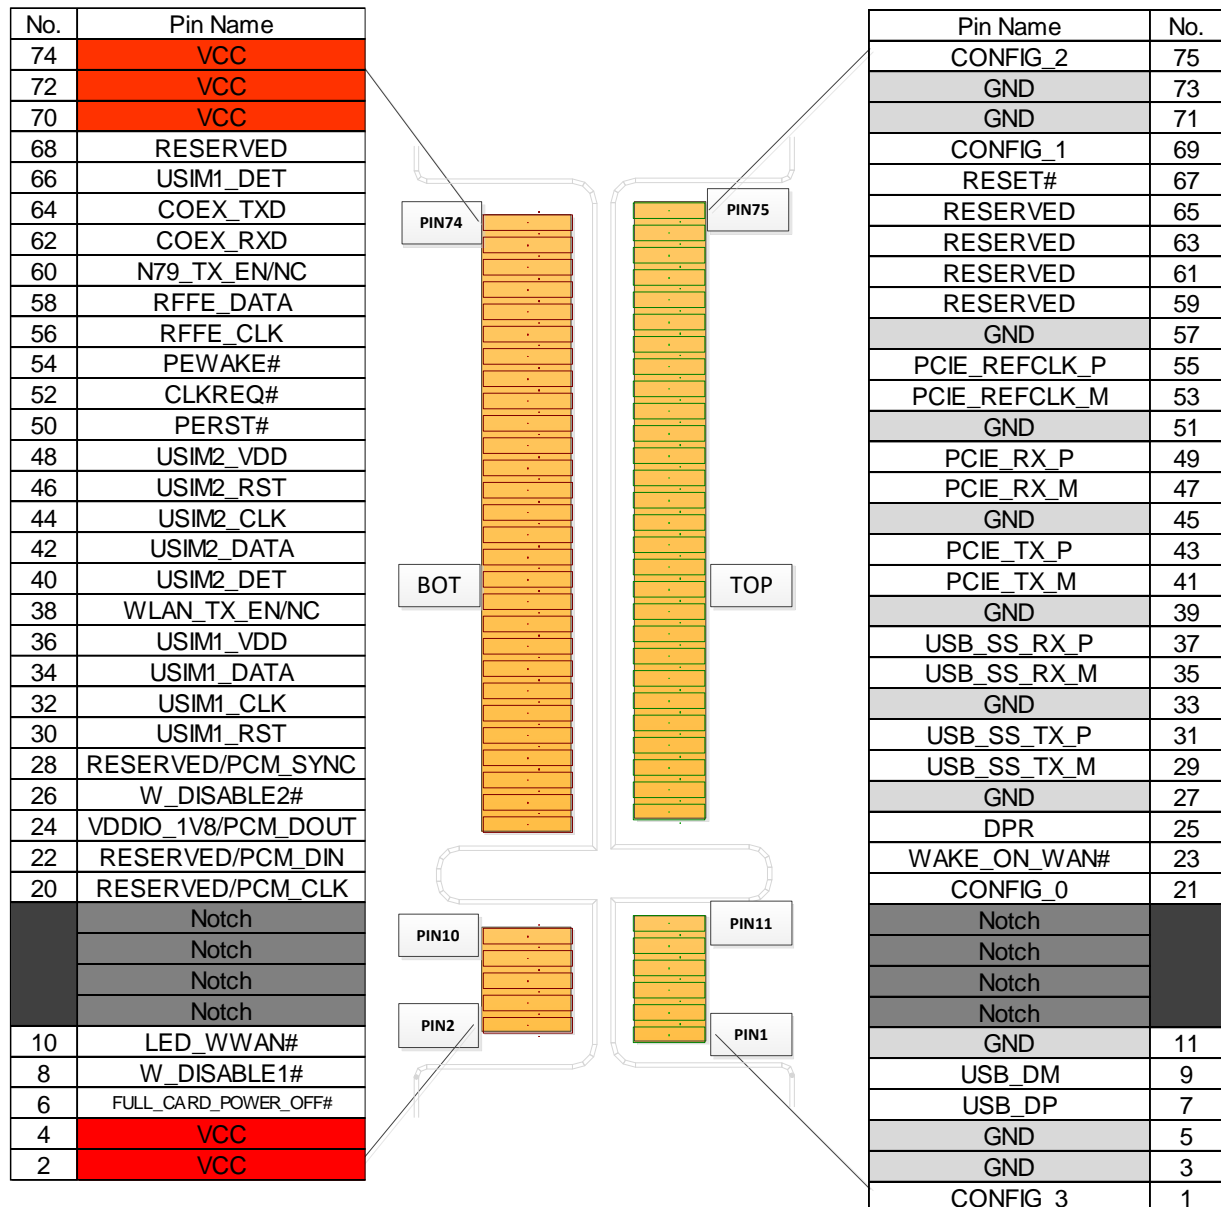 No. Pin Name
74 VCC
72 VCC
70 VCC
68 RESERVED
66 USIM1_DET
64 COEX_TXD
62 COEX_RXD
60 N79_TX_EN/NC
58 RFFE_DATA
56 RFFE_CLK
54 PEWAKE#
52 CLKREQ#
50 PERST#
48 USIM2_VDD
46 USIM2_RST
44 USIM2_CLK
42 USIM2_DATA
40 USIM2_DET
38 WLAN_TX_EN/NC
36 USIM1_VDD
34 USIM1_DATA
32 USIM1_CLK
30 USIM1_RST
28 RESERVED/PCM_SYNC
26 W_DISABLE2#
24 VDDIO_1V8/PCM_DOUT
22 RESERVED/PCM_DIN
20 RESERVED/PCM_CLK
Notch
Notch
Notch
Notch
10 LED_WWAN#
8 W_DISABLE1#
6 FULL_CARD_POWER_OFF#
4 VCC
2 VCC
PIN74
PIN75
BOT
TOP
PIN10
PIN11
PIN2
PIN1
Pin Name No.
CONFIG_2 75
GND 73
GND 71
CONFIG_1 69
RESET# 67
RESERVED 65
RESERVED 63
RESERVED 61
RESERVED 59
GND 57
PCIE_REFCLK_P 55
PCIE_REFCLK_M 53
GND 51
PCIE_RX_P 49
PCIE_RX_M 47
GND 45
PCIE_TX_P 43
PCIE_TX_M 41
GND 39
USB_SS_RX_P 37
USB_SS_RX_M 35
GND 33
USB_SS_TX_P 31
USB_SS_TX_M 29
GND 27
DPR 25
WAKE_ON_WAN# 23
CONFIG_0 21
Notch
Notch
Notch
Notch
GND 11
USB_DM 9
USB_DP 7
GND 5
GND 3
CONFIG_3 1